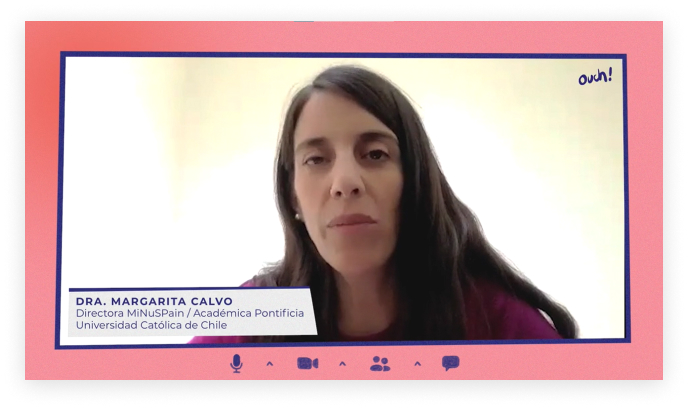 ouch!
DRA. MARGARITA CALVO
Directora MiNuSPain / Académica Pontificia
Universidad Católica de Chile